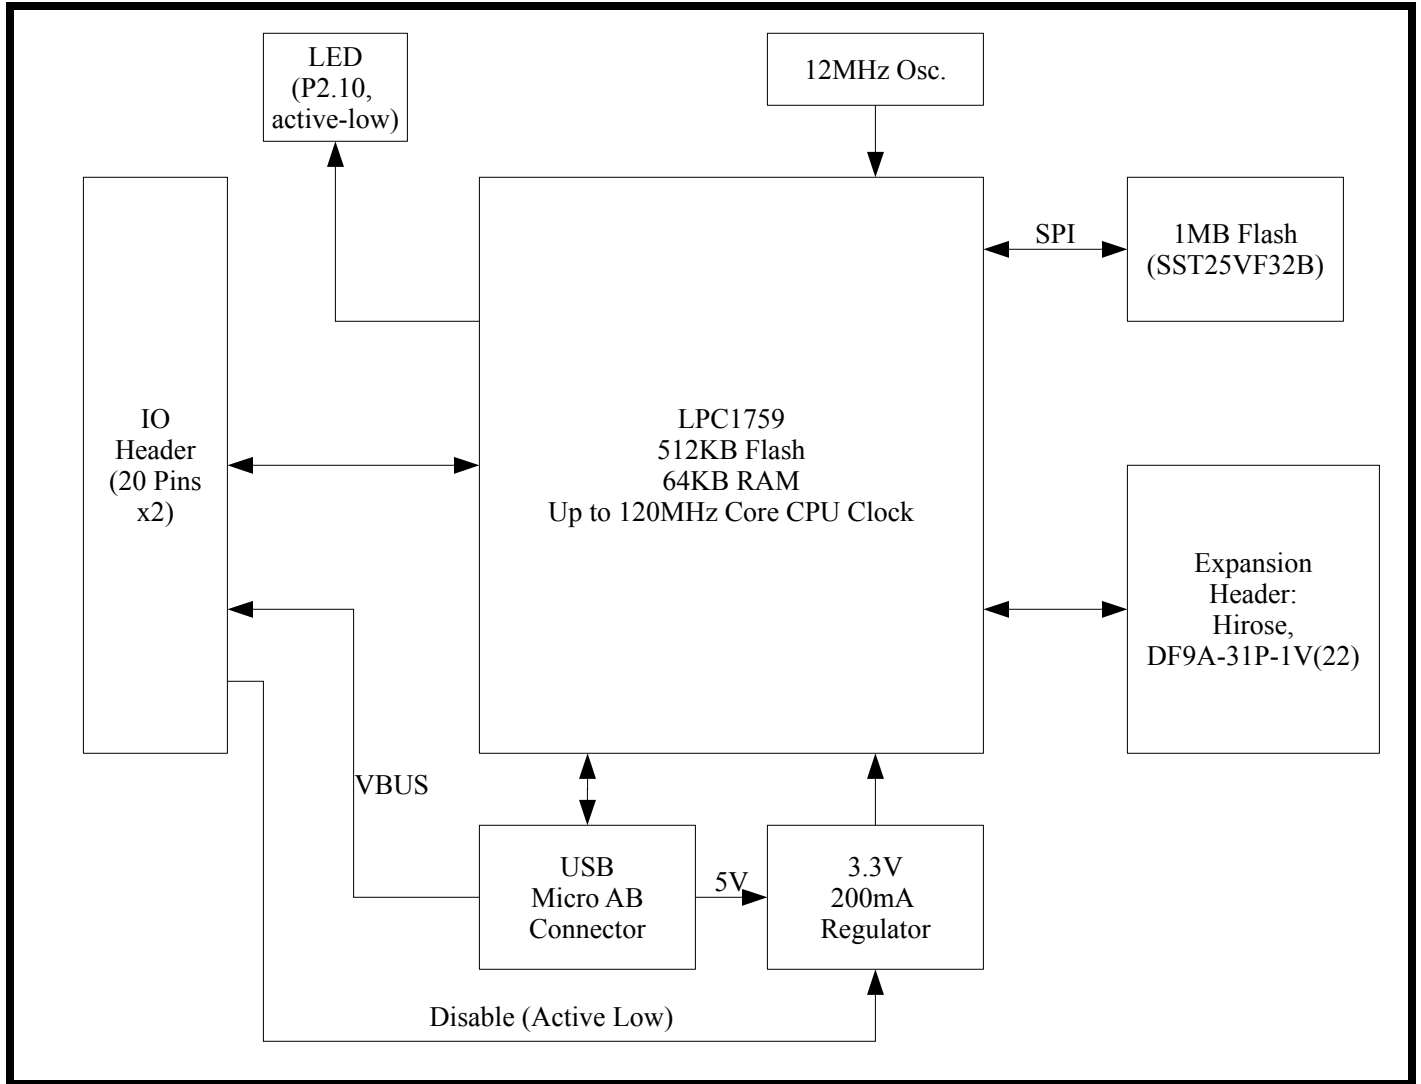 LED
(P2.10,
active-low)
12MHz Osc.
SPI
1MB Flash
(SST25VF32B)
IO
Header
(20 Pins
x2)
LPC1759
512KB Flash
64KB RAM
Up to 120MHz Core CPU Clock
Expansion
Header:
Hirose,
DF9A-31P-1V(22)
VBUS
USB
Micro AB
Connector
5V
3.3V
200mA
Regulator
Disable (Active Low)